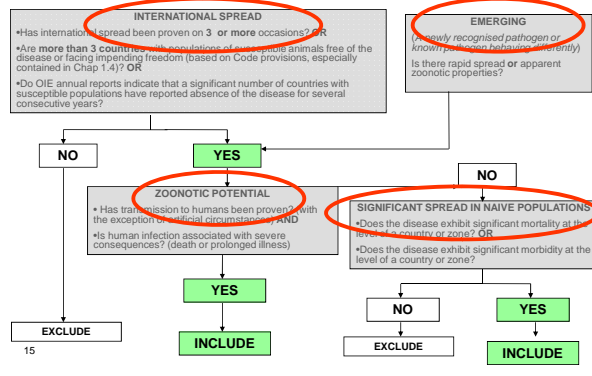 INTERNATIONAL SPREAD
•Has international spread been proven on 3 or more occasions? OR
•Are more than 3 countries with populations of susceptible animals free of the
disease or facing impending freedom (based on Code provisions, especially
contained in Chap 1.4)? OR
•Do OIE annual reports indicate that a significant number of countries with
susceptible populations have reported absence of the disease for several
consecutive years?
EMERGING
(A newly recognised pathogen or
known pathogen behaving differently)
Is there rapid spread or apparent
zoonotic properties?
NO
YES
NO
ZOONOTIC POTENTIAL
• Has transmission to humans been proven? (with
the exception of artificial circumstances) AND
•Is human infection associated with severe
consequences? (death or prolonged illness)
SIGNIFICANT SPREAD IN NAIVE POPULATIONS
•Does the disease exhibit significant mortality at the
level of a country or zone? OR
•Does the disease exhibit significant morbidity at the
level of a country or zone?
YES
NO
YES
EXCLUDE
INCLUDE
EXCLUDE
INCLUDE
15